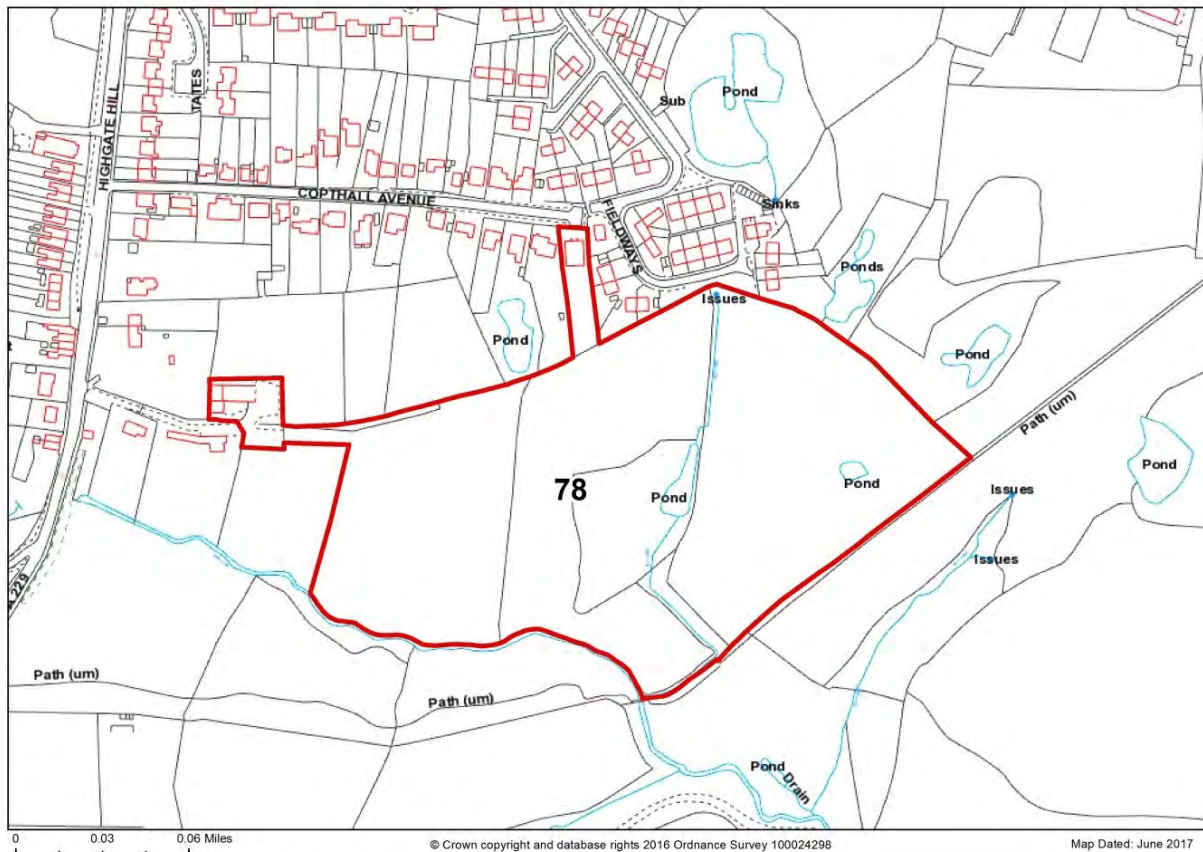 HIGHGATE HILL
TATES
COPTHALL AVENUE
FIELDWAYS
Sub
Pond
Sinks
Ponds
Issues
Pond
Pond
Path (um)
78
Pond
Pond
Pond
Issues
Issues
A 229
Path (um)
Path (um)
Pond
Drain
0 0.03 0.06 Miles
© Crown copyright and database rights 2016 Ordnance Survey 100024298
Map Dated: June 2017